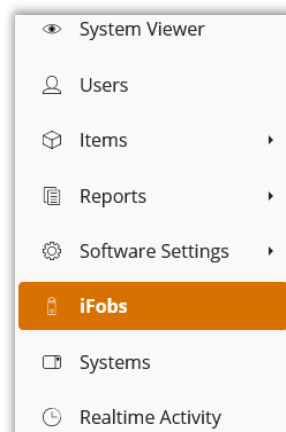 System Viewer
Users
Items
Reports
Software Settings
iFobs
Systems
Realtime Activity